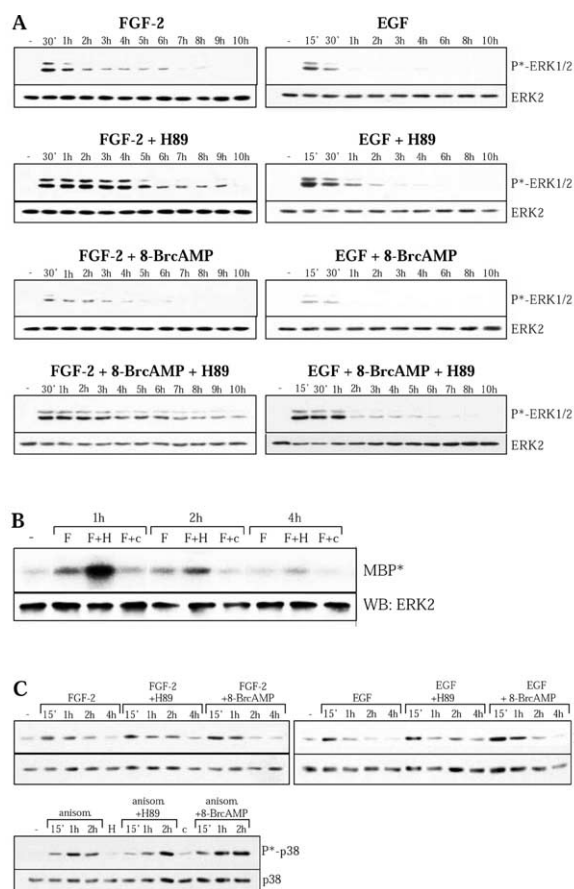 A
FGF-2
EGF
- 30' 1h 2h 3h 4h 5h 6h 7h 8h 9h 10h
- 15' 30' 1h 2h 3h 4h 5h 6h 7h 8h 10h
P*-ERK1/2
ERK2
FGF-2 + H89
EGF + H89
- 30' 1h 2h 3h 4h 5h 6h 7h 8h 9h 10h
- 15' 30' 1h 2h 3h 4h 5h 6h 7h 8h 10h
P*-ERK1/2
ERK2
FGF-2 + 8-BrcAMP
EGF + 8-BrcAMP
- 30' 1h 2h 3h 4h 5h 6h 7h 8h 9h 10h
- 15' 30' 1h 2h 3h 4h 5h 6h 7h 8h 10h
P*-ERK1/2
ERK2
FGF-2 + 8-BrcAMP + H89
EGF + 8-BrcAMP + H89
- 30' 1h 2h 3h 4h 5h 6h 7h 8h 9h 10h
- 15' 30' 1h 2h 3h 4h 5h 6h 7h 8h 10h
P*-ERK1/2
ERK2
B
1h 2h 4h
- F F+H F+c F F+H F+c F F+H F+c
MBP*
WB: ERK2
C
FGF-2 FGF-2 +H89 FGF-2 +8-BrcAMP
EGF EGF +H89 EGF +8-BrcAMP
- 15' 1h 2h 4h 15' 1h 2h 4h 15' 1h 2h 4h
- 15' 1h 2h 4h 15' 1h 2h 4h 15' 1h 2h 4h
anisom. anisom. +H89 anisom. +8-BrcAMP
- 15' 1h 2h H 15' 1h 2h c 15' 1h 2h
P*-p38
p38